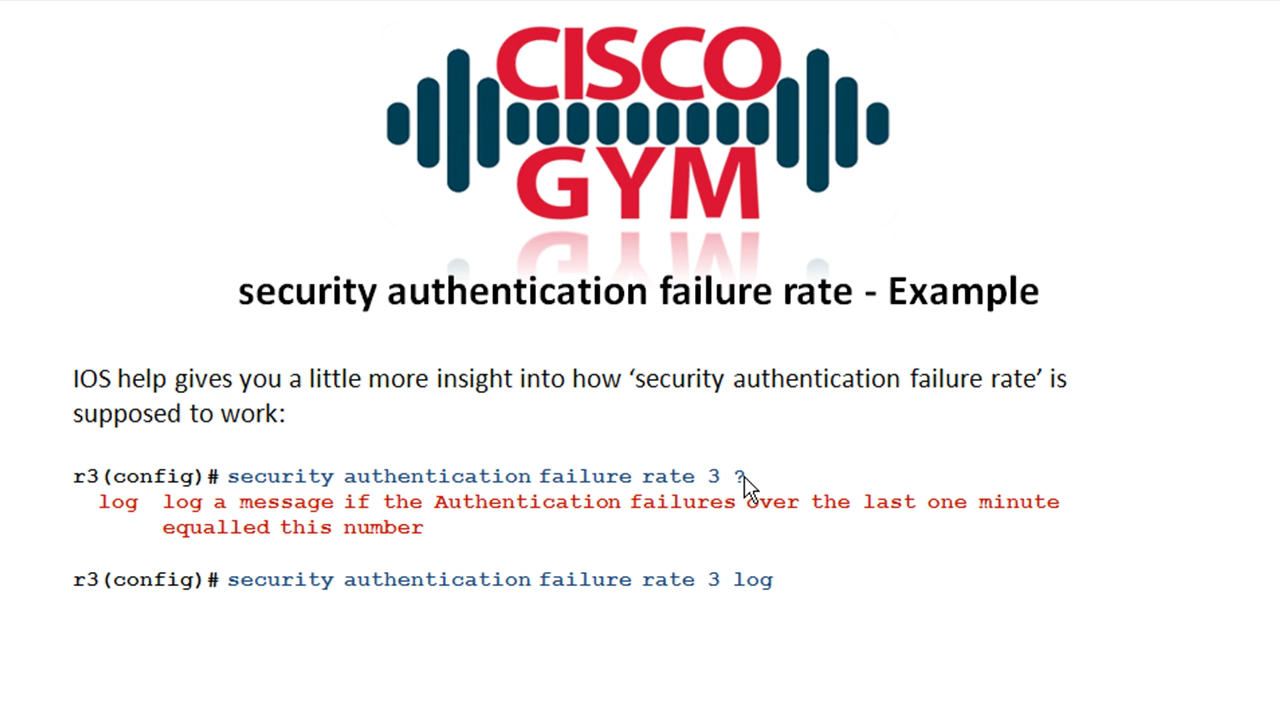 CISCO
GYM
security authentication failure rate - Example
IOS help gives you a little more insight into how ‘security authentication failure rate’ is
supposed to work:
r3(config)# security authentication failure rate 3 ?
log log a message if the Authentication failures over the last one minute
equalled this number
r3(config)# security authentication failure rate 3 log